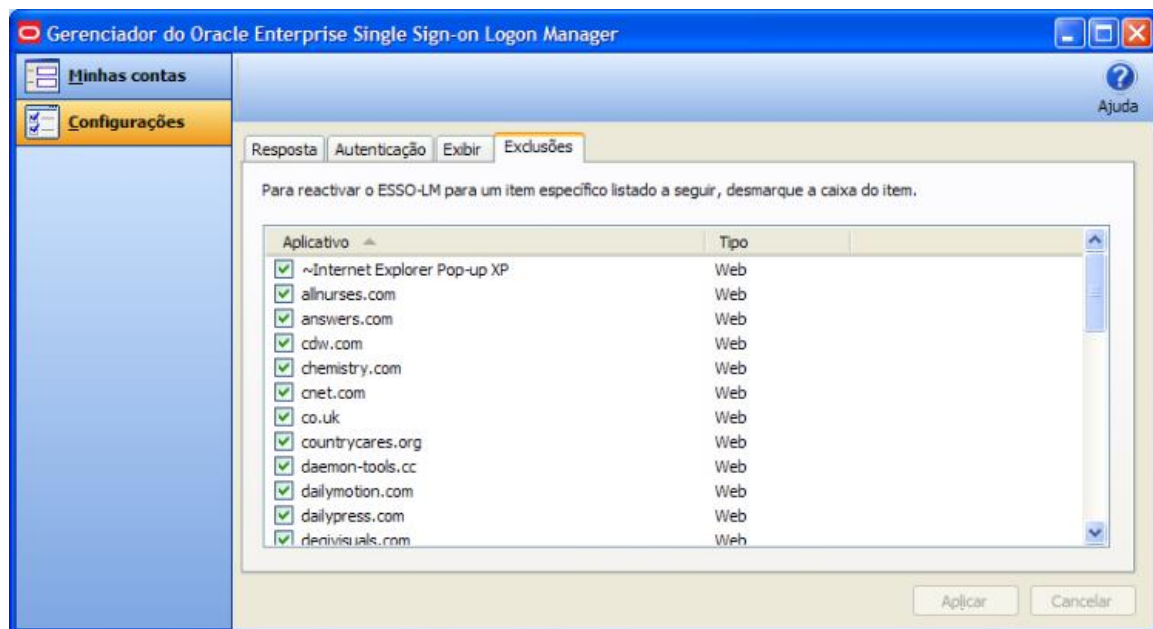 Gerenciador do Oracle Enterprise Single Sign-on Logon Manager
Minhas contas
Configurações
Ajuda
Resposta Autenticação Exibir Exclusões
Para reactivar o ESSO-LM para um item específico listado a seguir, desmarque a caixa do item.
Aplicativo Tipo
~Internet Explorer Pop-up XP Web
allnurses.com Web
answers.com Web
cdw.com Web
chemistry.com Web
cnet.com Web
co.uk Web
countrycares.org Web
daemon-tools.cc Web
dailymotion.com Web
dailypress.com Web
degivisuals.com Web
Aplicar Cancelar